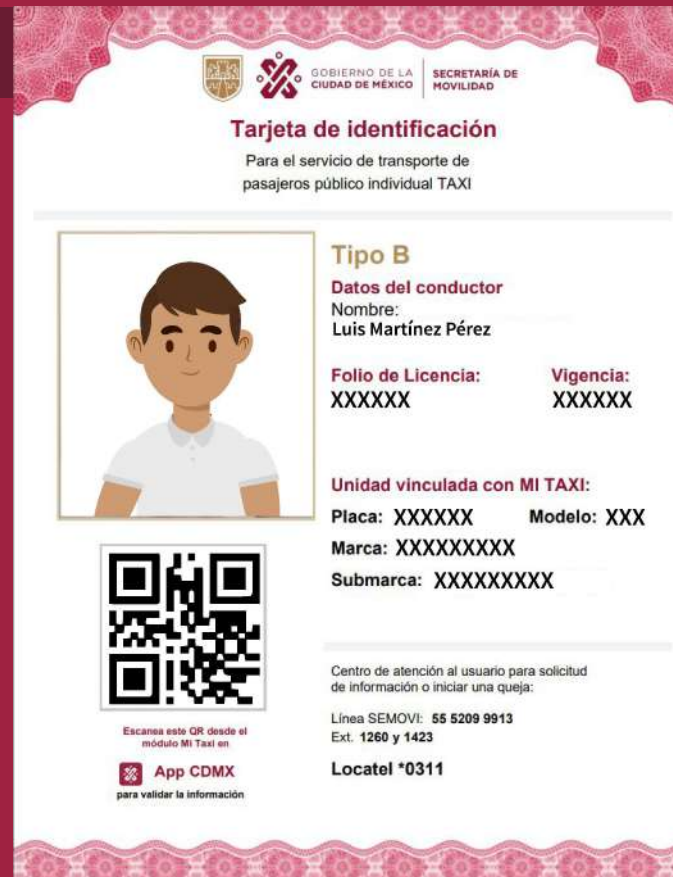 GOBIERNO DE LA
CIUDAD DE MÉXICO
SECRETARÍA DE
MOVILIDAD
Tarjeta de identificación
Para el servicio de transporte de
pasajeros público individual TAXI
Tipo B
Datos del conductor
Nombre:
Luis Martínez Pérez
Folio de Licencia: Vigencia:
XXXXXX XXXXXX
Unidad vinculada con MI TAXI:
Placa: XXXXXX Modelo: XXX
Marca: XXXXXXXXX
Submarca: XXXXXXXXX
Escanea este QR desde el
módulo Mi Taxi en
App CDMX
para validar la información
Centro de atención al usuario para solicitud
de información o iniciar una queja:
Línea SEMOVI: 55 5209 9913
Ext. 1260 y 1423
Locatel *0311